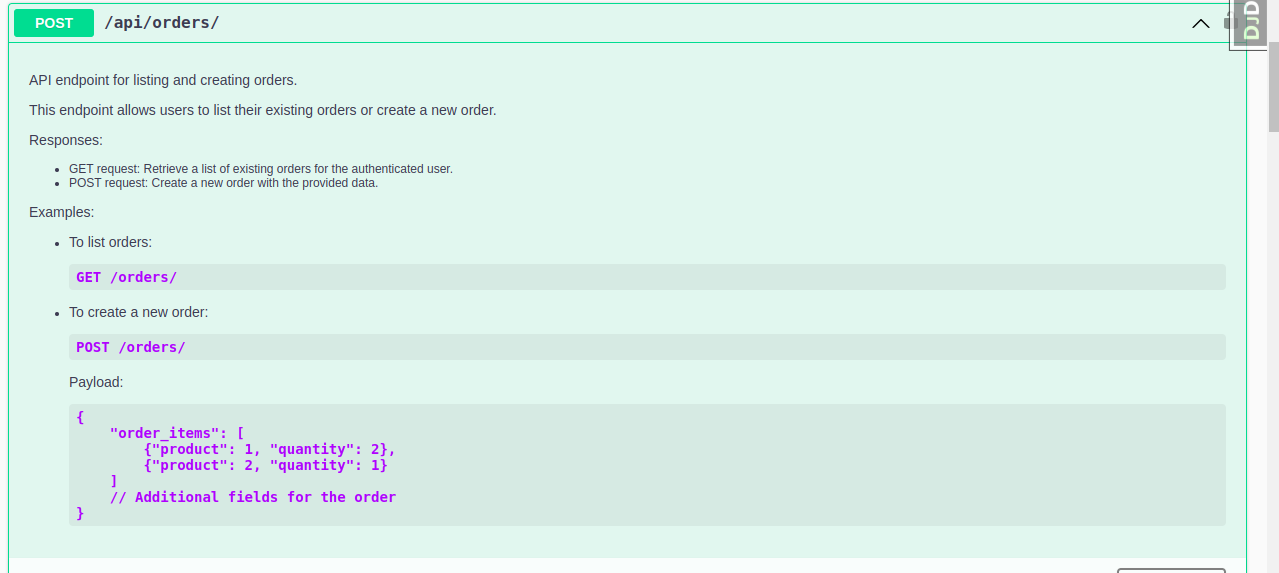 POST /api/orders/
DJD
API endpoint for listing and creating orders.
This endpoint allows users to list their existing orders or create a new order.
Responses:
GET request: Retrieve a list of existing orders for the authenticated user.
POST request: Create a new order with the provided data.
Examples:
To list orders:
GET /orders/
To create a new order:
POST /orders/
Payload:
{
    "order_items": [
        {"product": 1, "quantity": 2},
        {"product": 2, "quantity": 1}
    ]
    // Additional fields for the order
}